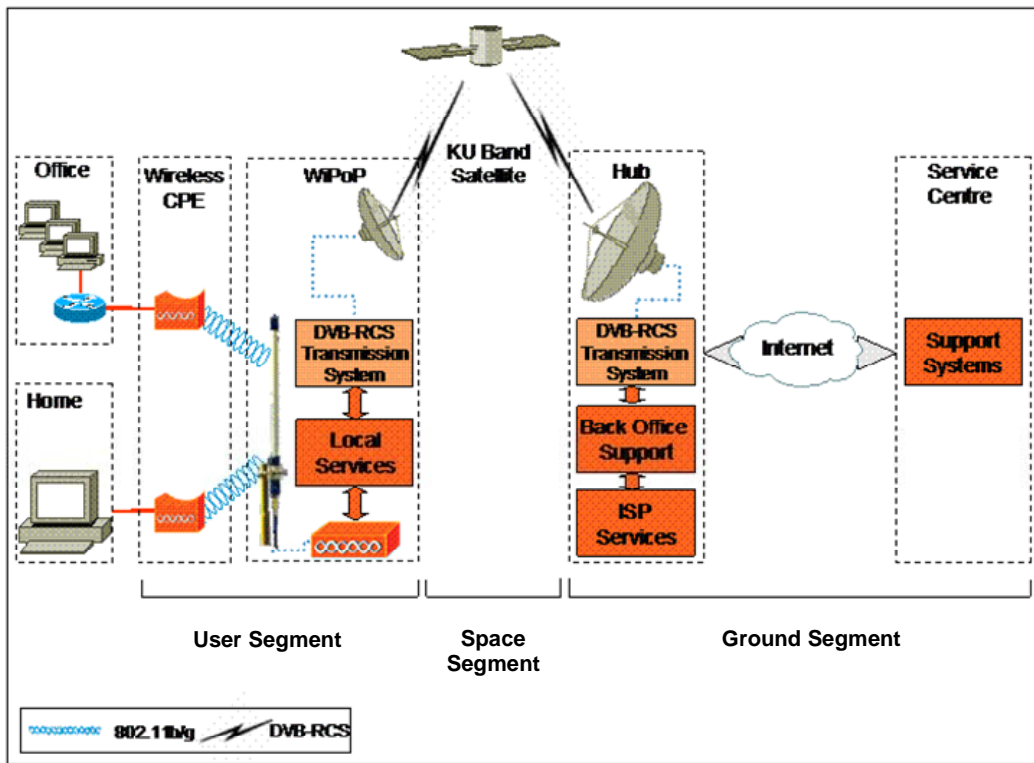 KU Band
Satellite
Office
Wireless
CPE
WiPoP
Hub
Service
Centre
DVB-RCS
Transmission
System
DVB-RCS
Transmission
System
Internet
Support
Systems
Home
Local
Services
Back Office
Support
ISP
Services
User Segment
Space
Segment
Ground Segment
802.11b/g
DVB-RCS